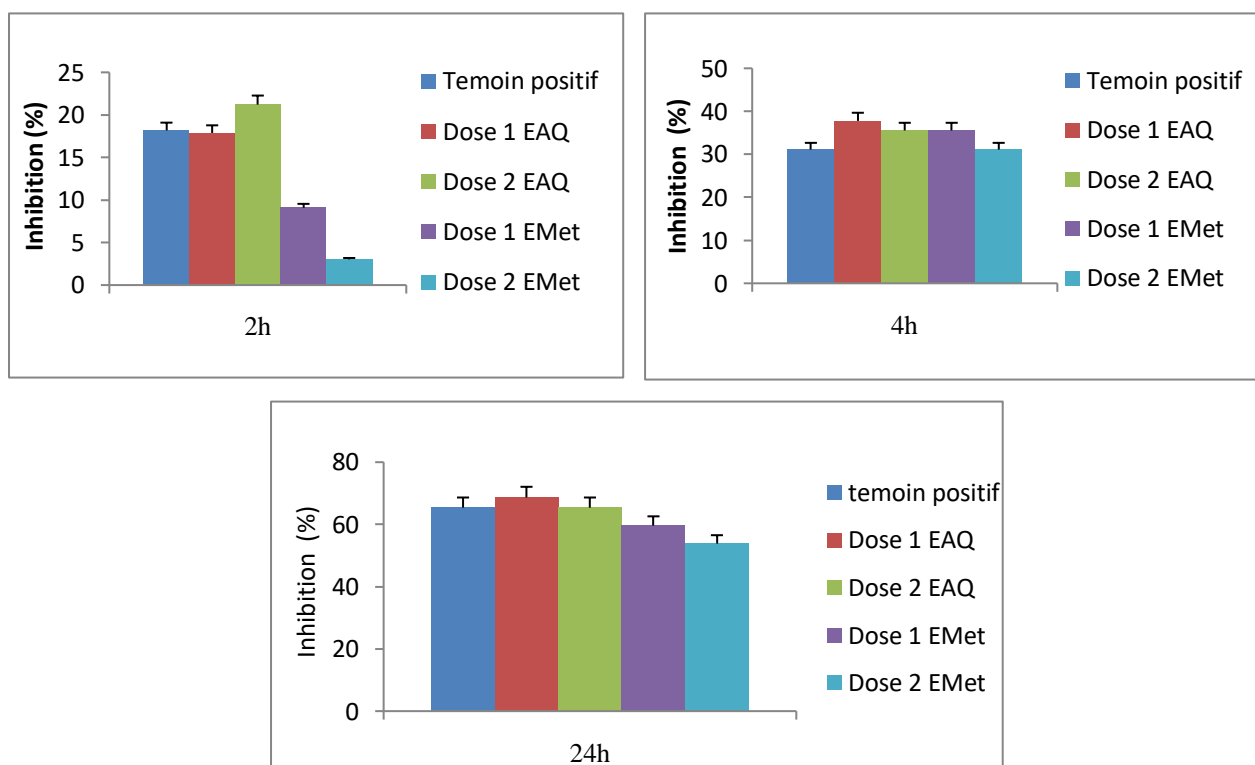 Inhibition (%)
25
20
15
10
5
0
2h
Temoin positif
Dose 1 EAQ
Dose 2 EAQ
Dose 1 EMet
Dose 2 EMet
Inhibition (%)
50
40
30
20
10
0
4h
Temoin positif
Dose 1 EAQ
Dose 2 EAQ
Dose 1 EMet
Dose 2 EMet
Inhibition (%)
80
60
40
20
0
24h
temoin positif
Dose 1 EAQ
Dose 2 EAQ
Dose 1 EMet
Dose 2 EMet